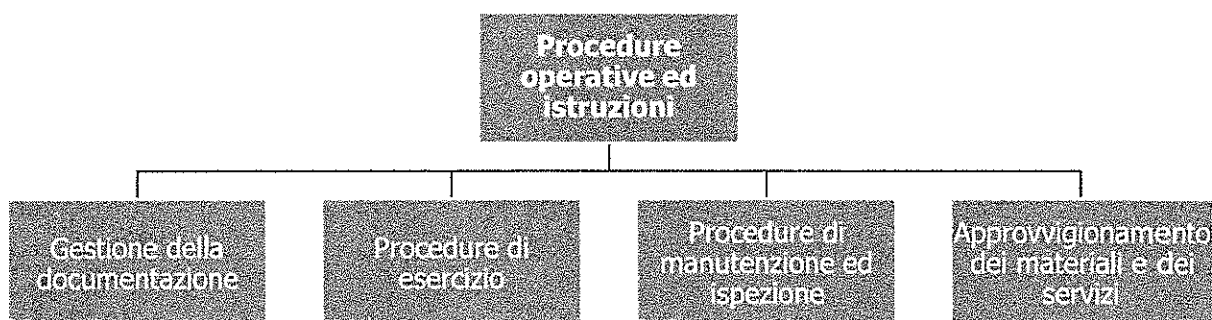 Procedure
operative ed
istruzioni
Gestione della
documentazione
Procedure di
esercizio
Procedure di
manutenzione ed
ispezione
Approvvigionamento
dei materiali e dei
servizi